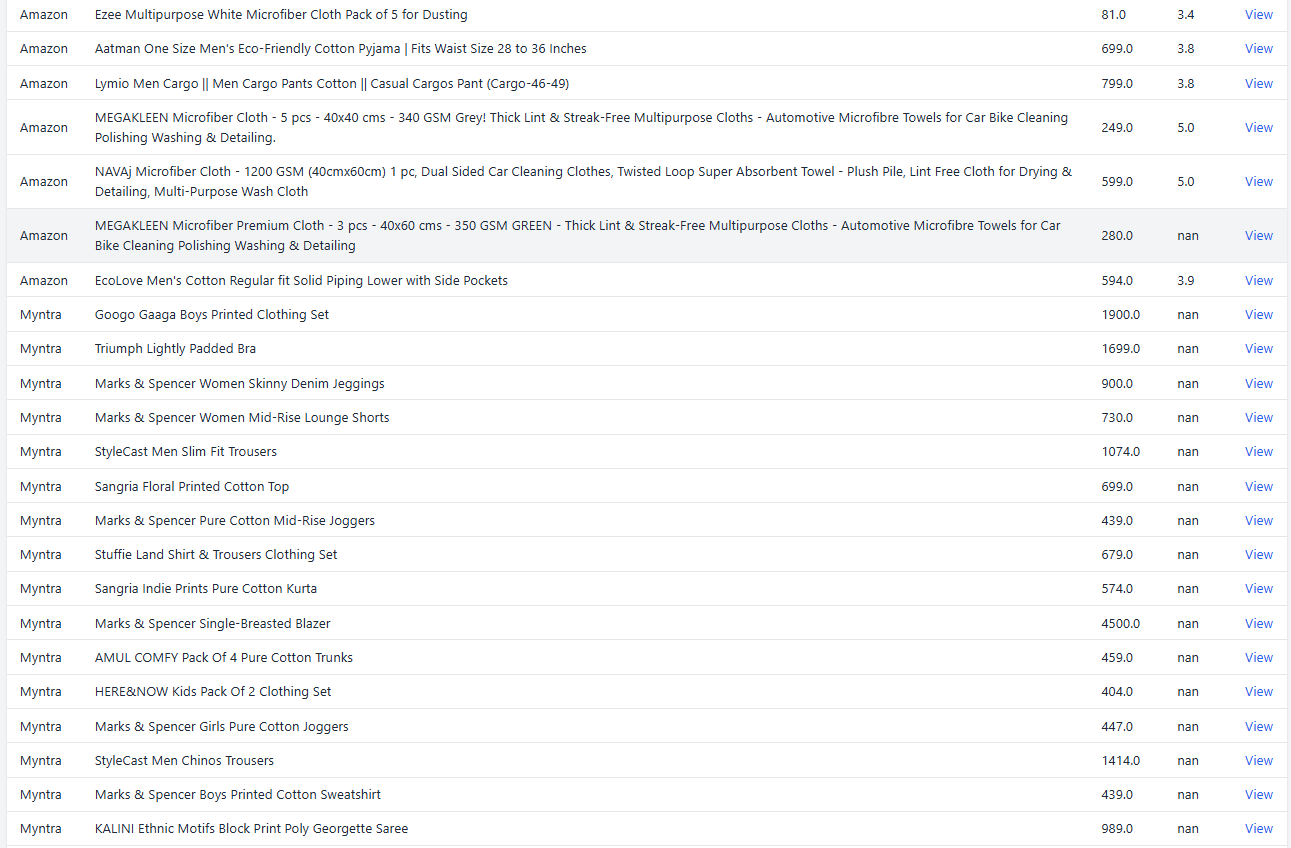 Amazon Ezee Multipurpose White Microfiber Cloth Pack of 5 for Dusting 81.0 3.4 View
Amazon Aatman One Size Men's Eco-Friendly Cotton Pyjama | Fits Waist Size 28 to 36 Inches 699.0 3.8 View
Amazon Lymio Men Cargo || Men Cargo Pants Cotton || Casual Cargos Pant (Cargo-46-49) 799.0 3.8 View
MEGAKLEEN Microfiber Cloth - 5 pcs - 40x40 cms - 340 GSM Grey! Thick Lint & Streak-Free Multipurpose Cloths - Automotive Microfibre Towels for Car Bike Cleaning
Amazon 249.0 5.0 View
Polishing Washing & Detailing.
NAVAj Microfiber Cloth - 1200 GSM (40cmx60cm) 1 pc, Dual Sided Car Cleaning Clothes, Twisted Loop Super Absorbent Towel - Plush Pile, Lint Free Cloth for Drying &
Amazon 599.0 5.0 View
Detailing, Multi-Purpose Wash Cloth
MEGAKLEEN Microfiber Premium Cloth - 3 pcs - 40x60 cms - 350 GSM GREEN - Thick Lint & Streak-Free Multipurpose Cloths - Automotive Microfibre Towels for Car
Amazon 280.0 nan View
Bike Cleaning Polishing Washing & Detailing
Amazon EcoLove Men's Cotton Regular fit Solid Piping Lower with Side Pockets 594.0 3.9 View
Myntra Googo Gaaga Boys Printed Clothing Set 1900.0 nan View
Myntra Triumph Lightly Padded Bra 1699.0 nan View
Myntra Marks & Spencer Women Skinny Denim Jeggings 900.0 nan View
Myntra Marks & Spencer Women Mid-Rise Lounge Shorts 730.0 nan View
Myntra StyleCast Men Slim Fit Trousers 1074.0 nan View
Myntra Sangria Floral Printed Cotton Top 699.0 nan View
Myntra Marks & Spencer Pure Cotton Mid-Rise Joggers 439.0 nan View
Myntra Stuffie Land Shirt & Trousers Clothing Set 679.0 nan View
Myntra Sangria Indie Prints Pure Cotton Kurta 574.0 nan View
Myntra Marks & Spencer Single-Breasted Blazer 4500.0 nan View
Myntra AMUL COMFY Pack Of 4 Pure Cotton Trunks 459.0 nan View
Myntra HERE&NOW Kids Pack Of 2 Clothing Set 404.0 nan View
Myntra Marks & Spencer Girls Pure Cotton Joggers 447.0 nan View
Myntra StyleCast Men Chinos Trousers 1414.0 nan View
Myntra Marks & Spencer Boys Printed Cotton Sweatshirt 439.0 nan View
Myntra KALINI Ethnic Motifs Block Print Poly Georgette Saree 989.0 nan View